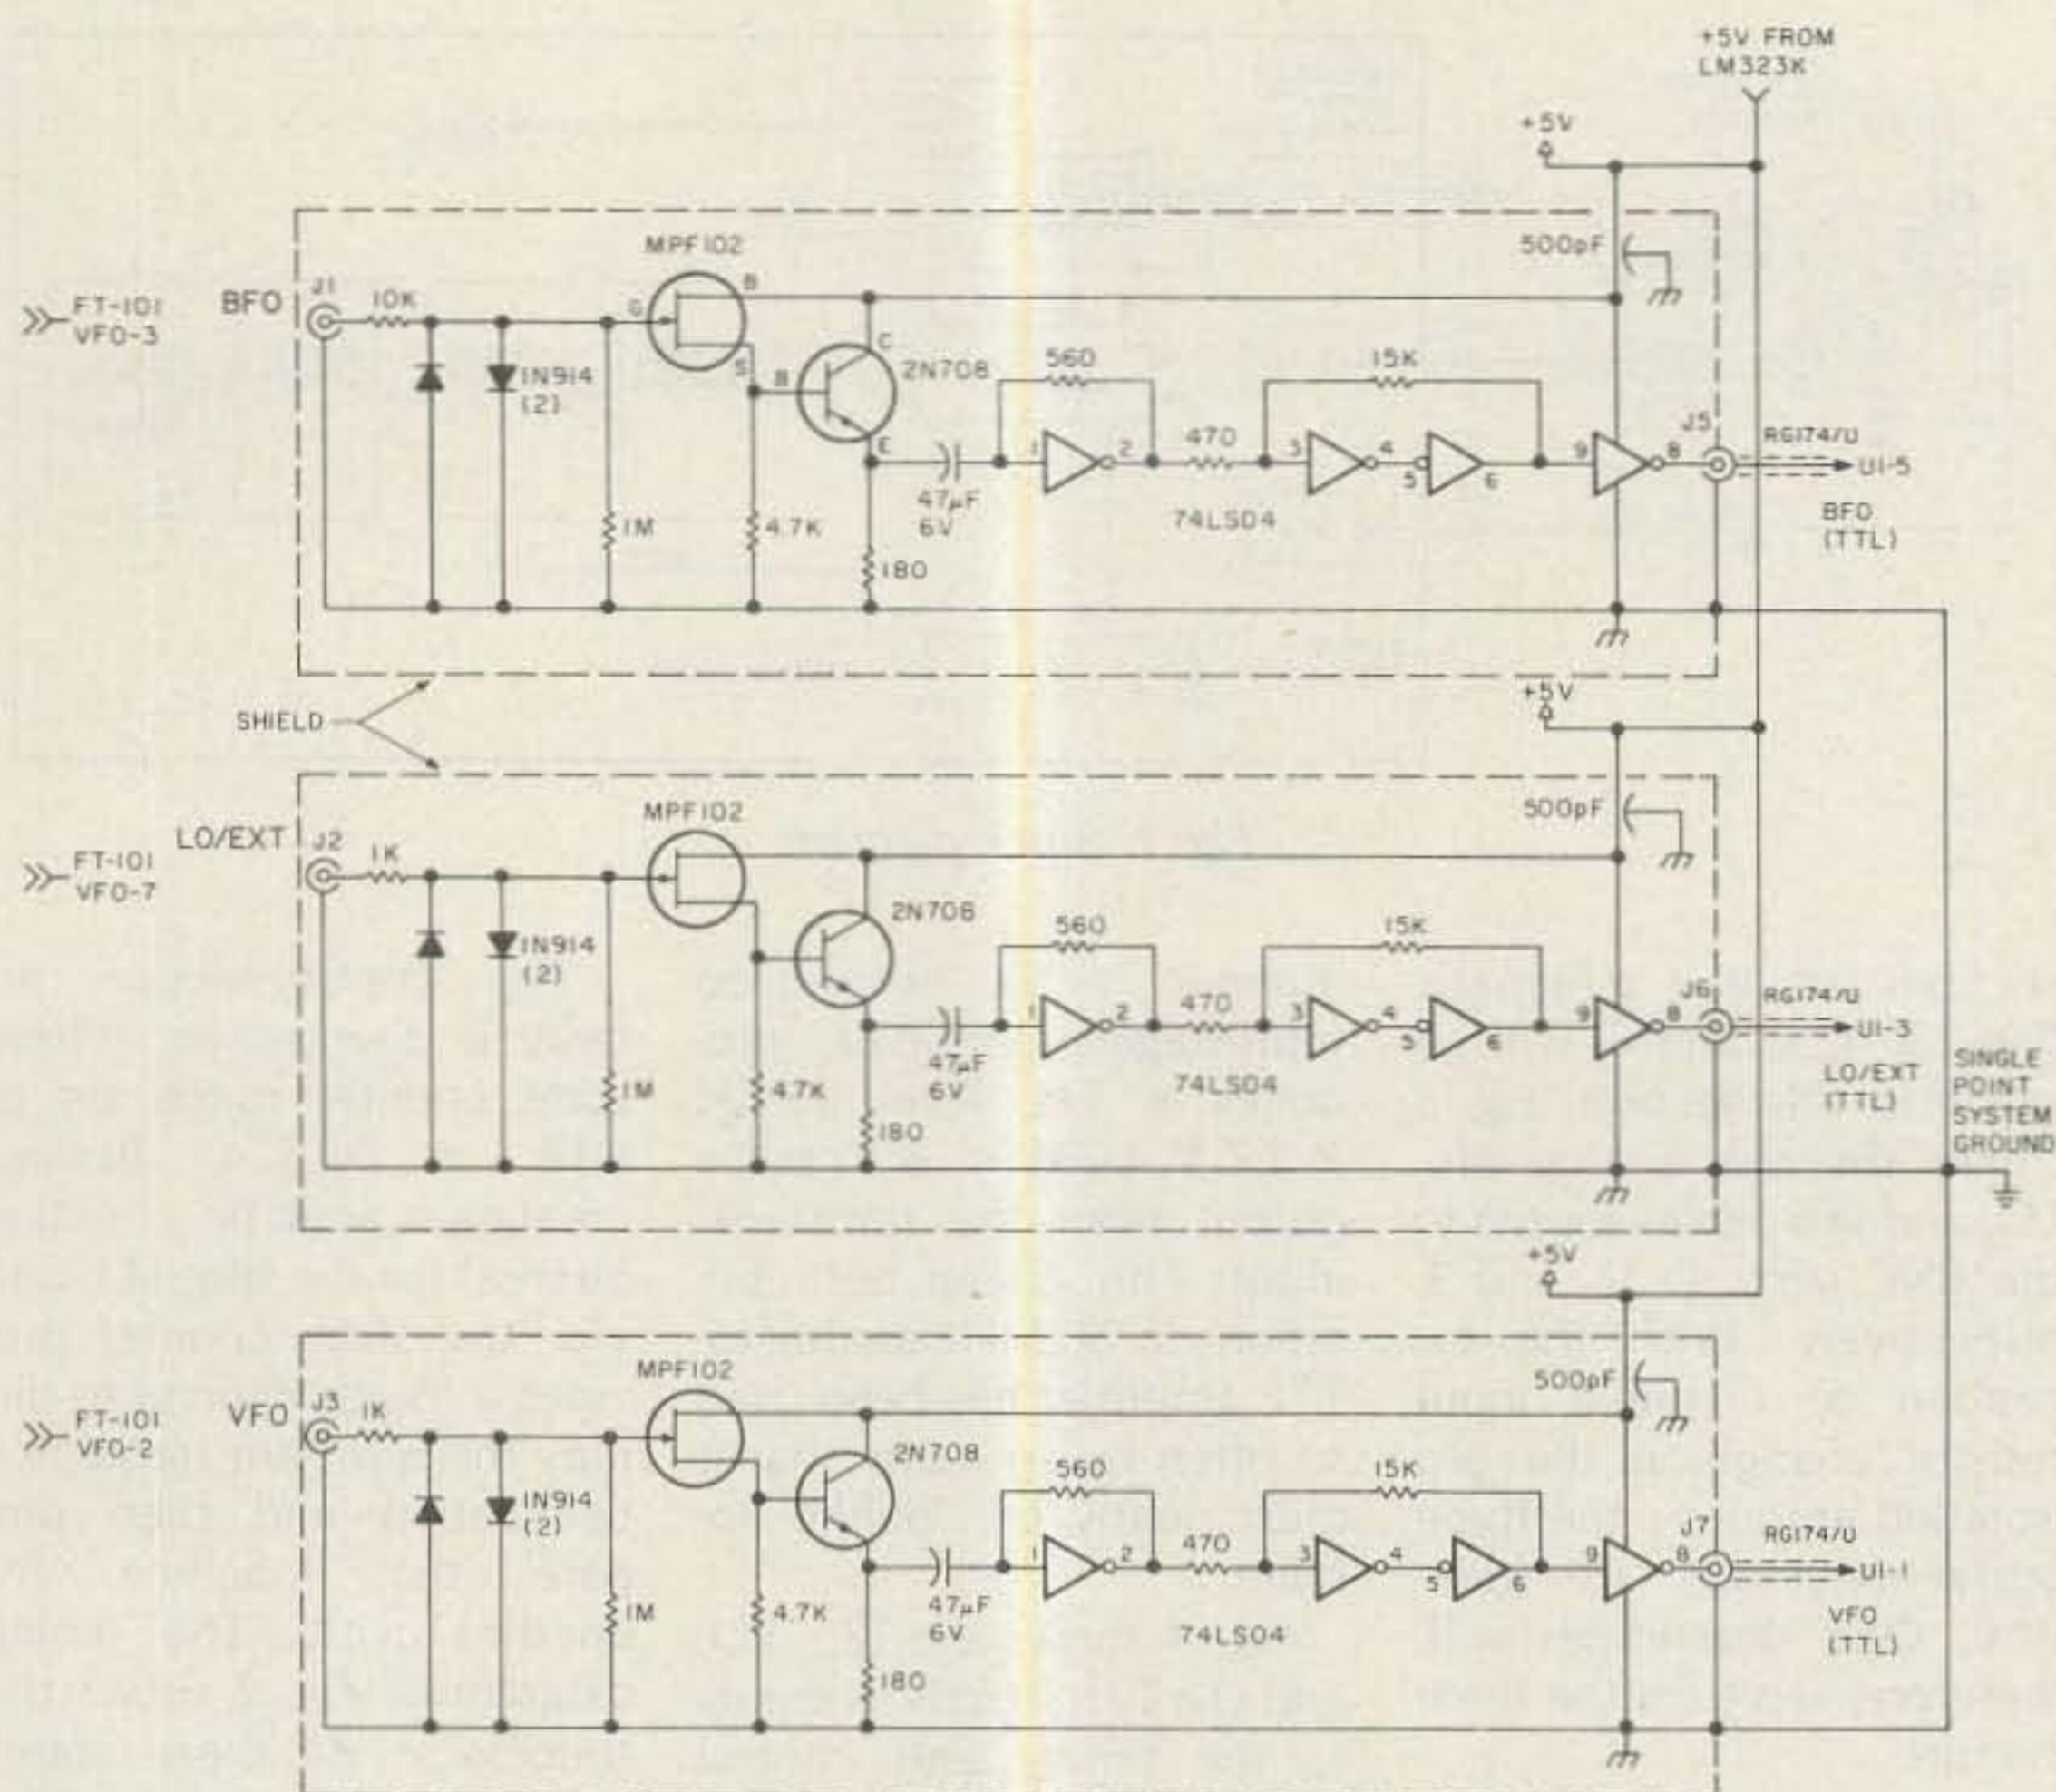 +5V FROM
LM323K
+5V
500pF
MPF102
FT-101
VFO-3
BFO
J1
10K
G
B
S
B
C
E
2N708
1N914
(2)
1M
4.7K
180
47µF
6V
560
1
2
470
15K
3
4
5
6
74LS04
9
8
J5
RG174/U
U1-5
BFO
(TTL)
SHIELD
+5V
500pF
MPF102
FT-101
VFO-7
LO/EXT
J2
1K
2N708
1N914
(2)
1M
4.7K
180
47µF
6V
560
1
2
470
15K
3
4
5
6
74LS04
9
8
J6
RG174/U
U1-3
LO/EXT
(TTL)
SINGLE
POINT
SYSTEM
GROUND
+5V
500pF
MPF102
FT-101
VFO-2
VFO
J3
1K
2N708
1N914
(2)
1M
4.7K
180
47µF
6V
560
1
2
470
15K
3
4
5
6
74LS04
9
8
J7
RG174/U
U1-1
VFO
(TTL)